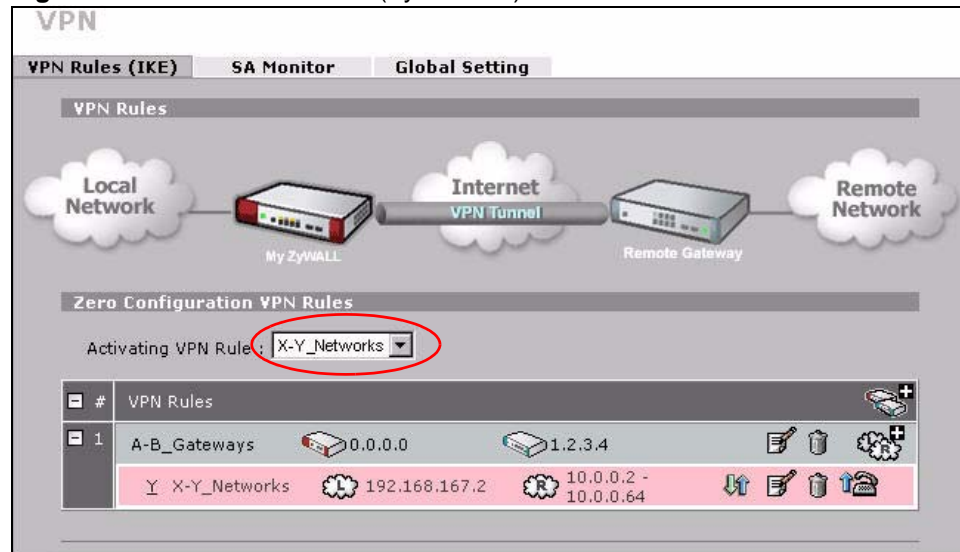 VPN
VPN Rules (IKE) SA Monitor Global Setting
VPN Rules
Local
Network
My ZyWALL
Internet
VPN Tunnel
Remote Gateway
Remote
Network
Zero Configuration VPN Rules
Activating VPN Rule : X-Y_Networks
# VPN Rules
1 A-B_Gateways 0.0.0.0 1.2.3.4
Y X-Y_Networks L 192.168.167.2 R 10.0.0.2 -
10.0.0.64